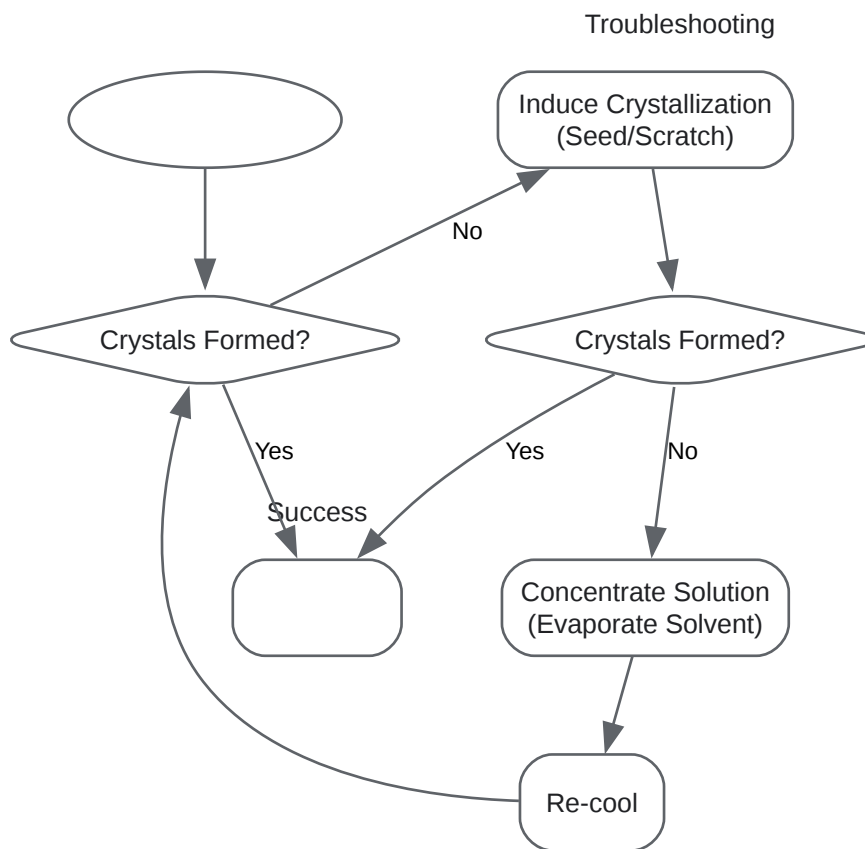 Troubleshooting
Induce Crystallization
(Seed/Scratch)
No
Crystals Formed?
Crystals Formed?
Yes
Yes
No
Success
Concentrate Solution
(Evaporate Solvent)
Re-cool